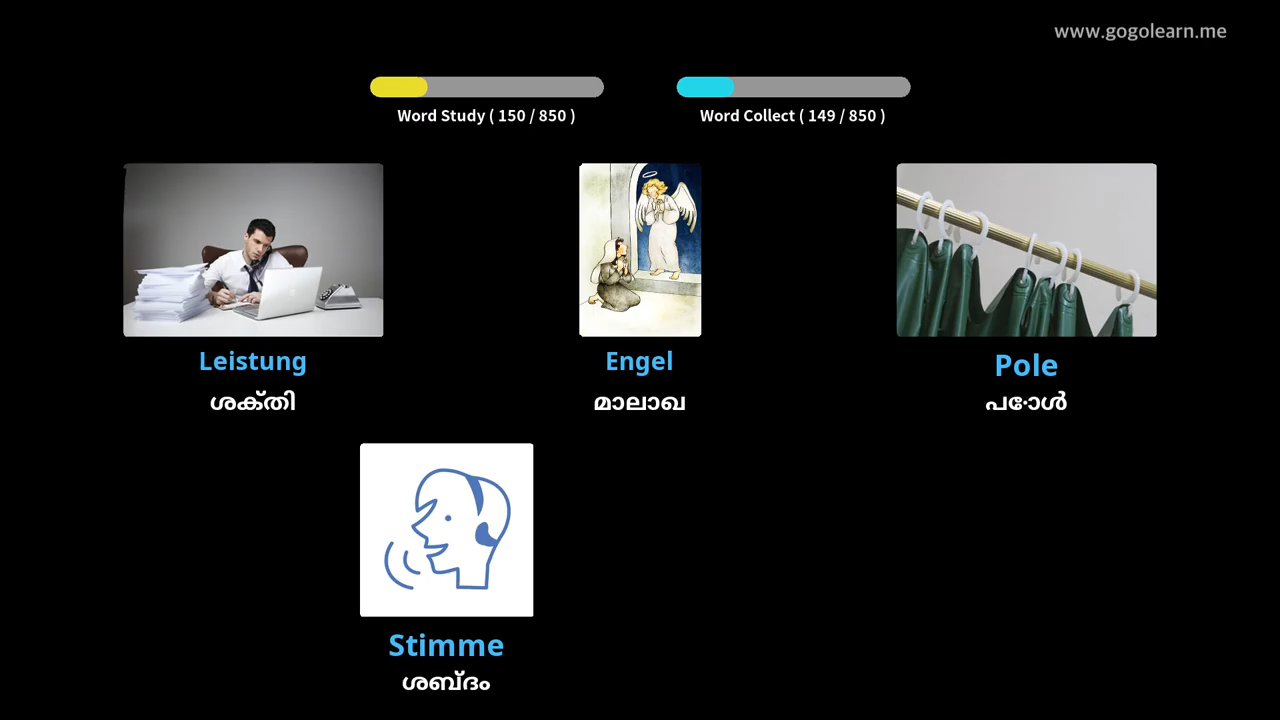 www.gogolearn.me
Word Study ( 150 / 850 )
Word Collect ( 149 / 850 )
Leistung
Engel
Pole
ശക്തി
മാലാഖ
പോൾ
Stimme
ശബ്ദം